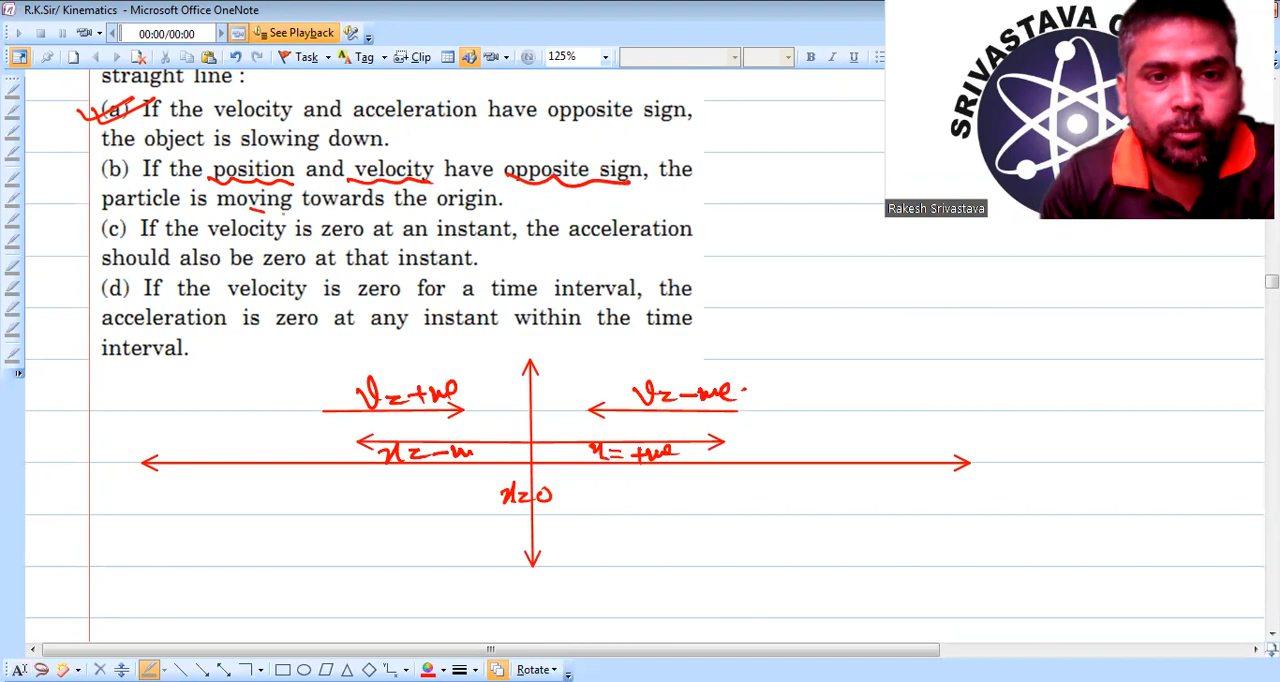 R.K.Sir/ Kinematics - Microsoft Office OneNote
00:00/00:00 See Playback
Task Tag Clip 125% B I U
SRIVASTAVA
Rakesh Srivastava
straight line :
(a) If the velocity and acceleration have opposite sign,
the object is slowing down.
(b) If the position and velocity have opposite sign, the
particle is moving towards the origin.
(c) If the velocity is zero at an instant, the acceleration
should also be zero at that instant.
(d) If the velocity is zero for a time interval, the
acceleration is zero at any instant within the time
interval.
v=+ve v=-ve
x=-ve x=+ve
x=0
Rotate